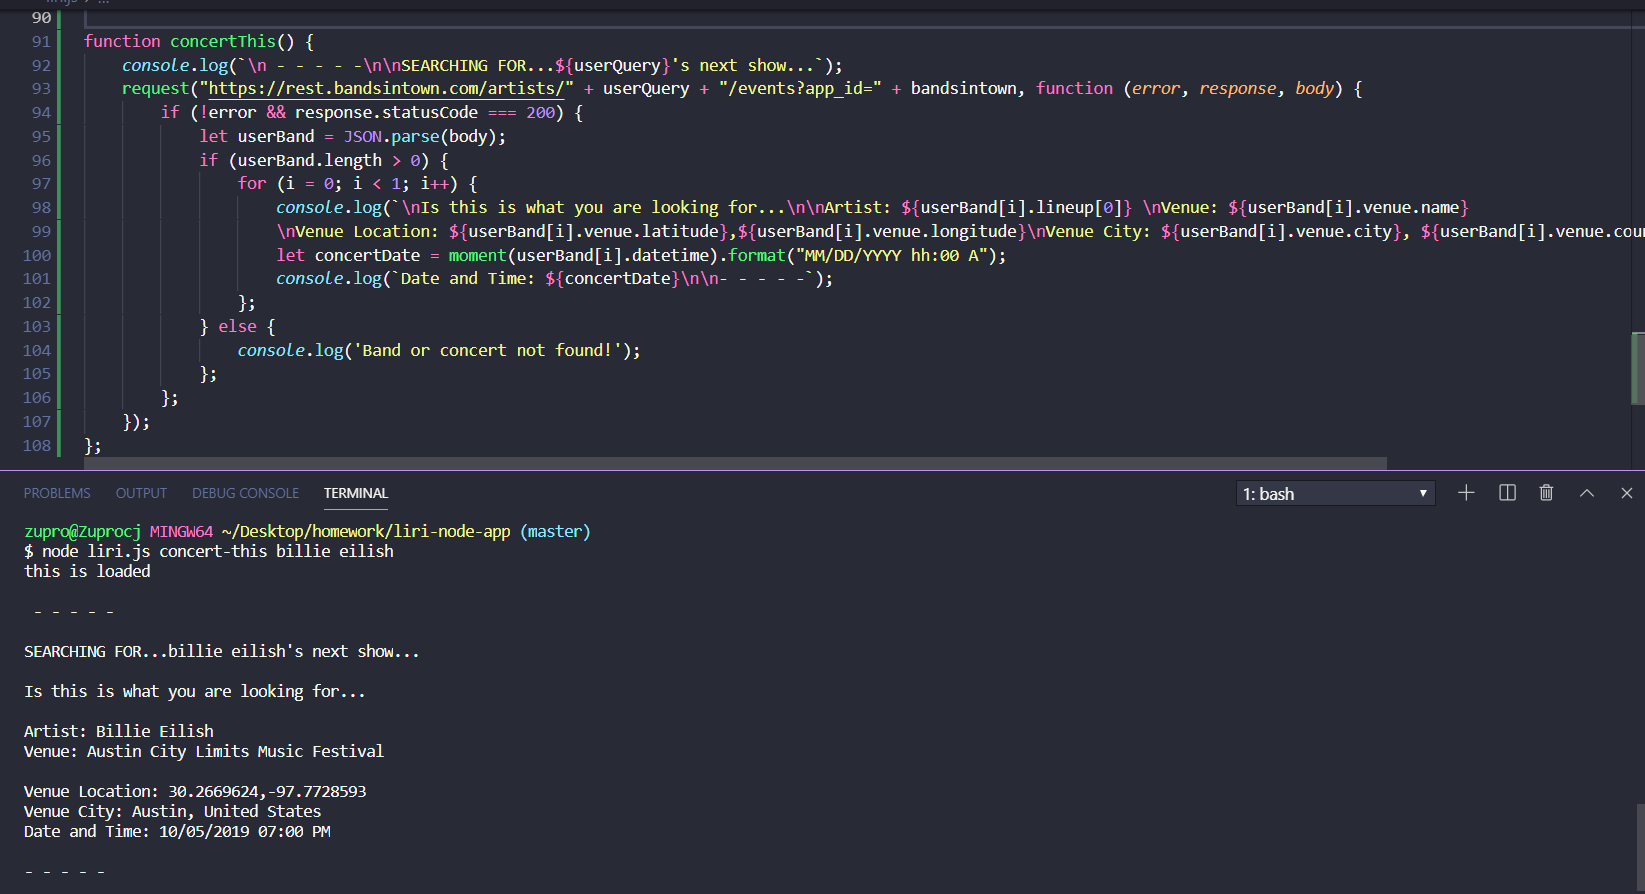 90
91 function concertThis() {
92 console.log(`\n - - - - -\n\nSEARCHING FOR...${userQuery}'s next show...`);
93 request("https://rest.bandsintown.com/artists/" + userQuery + "/events?app_id=" + bandsintown, function (error, response, body) {
94 if (!error && response.statusCode === 200) {
95 let userBand = JSON.parse(body);
96 if (userBand.length > 0) {
97 for (i = 0; i < 1; i++) {
98 console.log(`\nIs this is what you are looking for...\n\nArtist: ${userBand[i].lineup[0]} \nVenue: ${userBand[i].venue.name}
99 \nVenue Location: ${userBand[i].venue.latitude},${userBand[i].venue.longitude}\nVenue City: ${userBand[i].venue.city}, ${userBand[i].venue.cou
100 let concertDate = moment(userBand[i].datetime).format("MM/DD/YYYY hh:00 A");
101 console.log(`Date and Time: ${concertDate}\n\n- - - - -`);
102 };
103 } else {
104 console.log('Band or concert not found!');
105 };
106 };
107 });
108 };
PROBLEMS OUTPUT DEBUG CONSOLE TERMINAL 1: bash
zupro@Zuprocj MINGW64 ~/Desktop/homework/liri-node-app (master)
$ node liri.js concert-this billie eilish
this is loaded
- - - - -
SEARCHING FOR...billie eilish's next show...
Is this is what you are looking for...
Artist: Billie Eilish
Venue: Austin City Limits Music Festival
Venue Location: 30.2669624,-97.7728593
Venue City: Austin, United States
Date and Time: 10/05/2019 07:00 PM
- - - - -